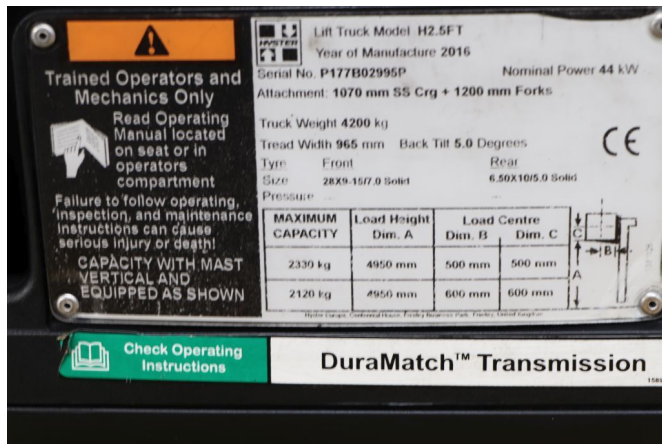 Trained Operators and
Mechanics Only
Read Operating
Manual located
on seat or in
operators
compartment
Failure to follow operating,
inspection, and maintenance
instructions can cause
serious injury or death!
CAPACITY WITH MAST
VERTICAL AND
EQUIPPED AS SHOWN
HYSTER
Lift Truck Model H2.5FT
Year of Manufacture 2016
Serial No. P177B02995P Nominal Power 44 kW
Attachment: 1070 mm SS Crg + 1200 mm Forks
Truck Weight 4200 kg
Tread Width 965 mm Back Tilt 5.0 Degrees
Tyre Front Rear
Size 28X9-15/7.0 Solid 6.50X10/5.0 Solid
Pressure -- --
MAXIMUM CAPACITY Load Height Dim. A Load Centre Dim. B Dim. C
2330 kg 4950 mm 500 mm 500 mm
2120 kg 4950 mm 600 mm 600 mm
C
B
A
CE
Check Operating
Instructions
DuraMatch™ Transmission